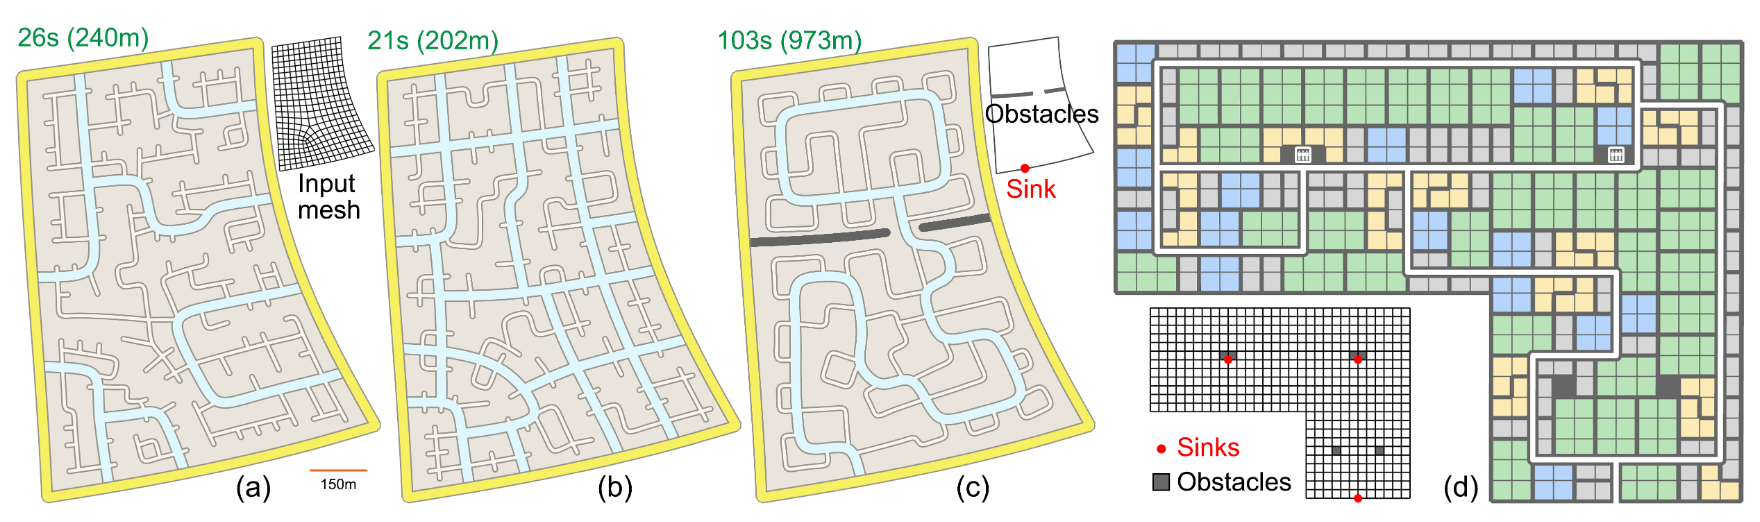 26s (240m)
Input
mesh
150m
(a)
21s (202m)
(b)
103s (973m)
Obstacles
Sink
(c)
Sinks
Obstacles
(d)